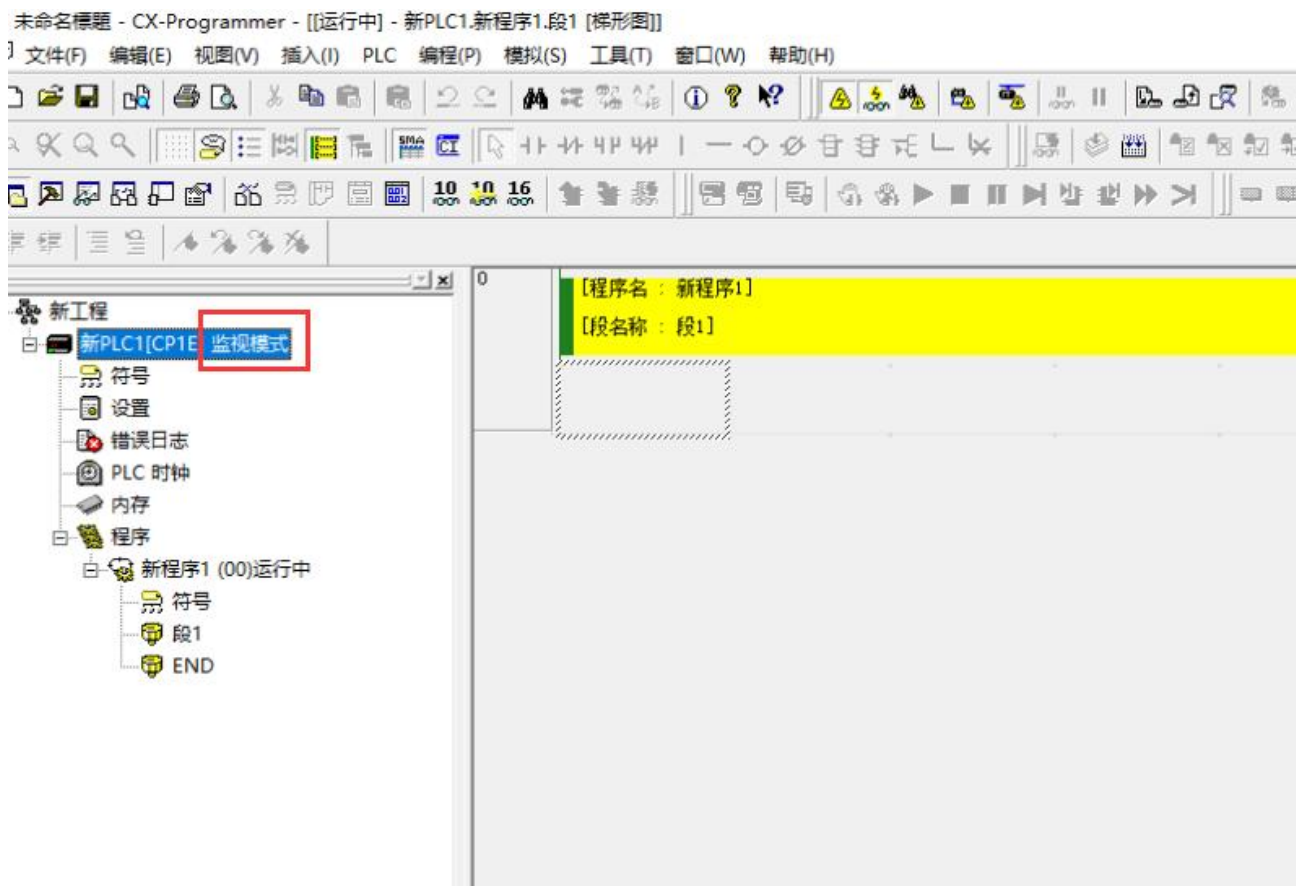 未命名標題 - CX-Programmer - [[运行中] - 新PLC1.新程序1.段1 [梯形图]]
文件(F) 编辑(E) 视图(V) 插入(I) PLC 编程(P) 模拟(S) 工具(T) 窗口(W) 帮助(H)
SMA CI
10 10 16
0
[程序名 : 新程序1]
[段名称 : 段1]
新工程
新PLC1[CP1E] 监视模式
符号
设置
错误日志
PLC 时钟
内存
程序
新程序1 (00)运行中
符号
段1
END